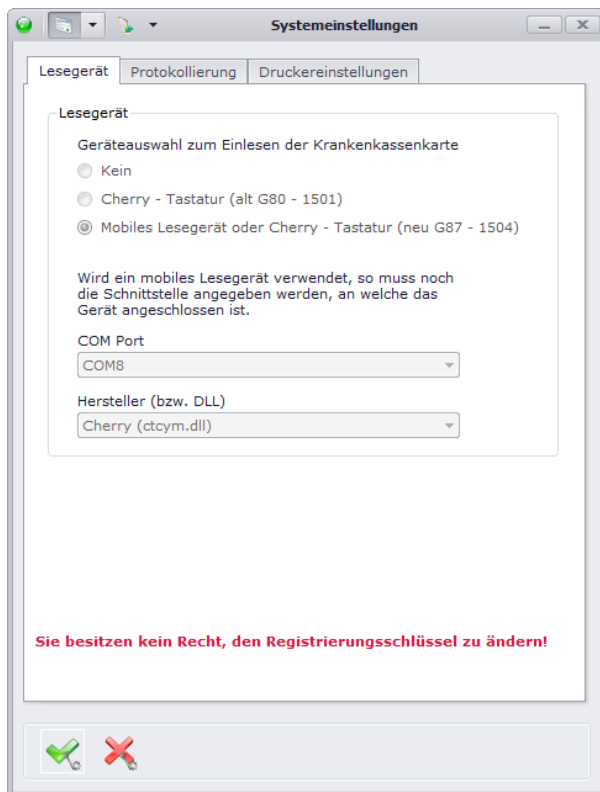 Systemeinstellungen
Lesegerät Protokollierung Druckereinstellungen
Lesegerät
Geräteauswahl zum Einlesen der Krankenkassenkarte
Kein
Cherry - Tastatur (alt G80 - 1501)
Mobiles Lesegerät oder Cherry - Tastatur (neu G87 - 1504)
Wird ein mobiles Lesegerät verwendet, so muss noch
die Schnittstelle angegeben werden, an welche das
Gerät angeschlossen ist.
COM Port
COM8
Hersteller (bzw. DLL)
Cherry (ctcym.dll)
Sie besitzen kein Recht, den Registrierungsschlüssel zu ändern!